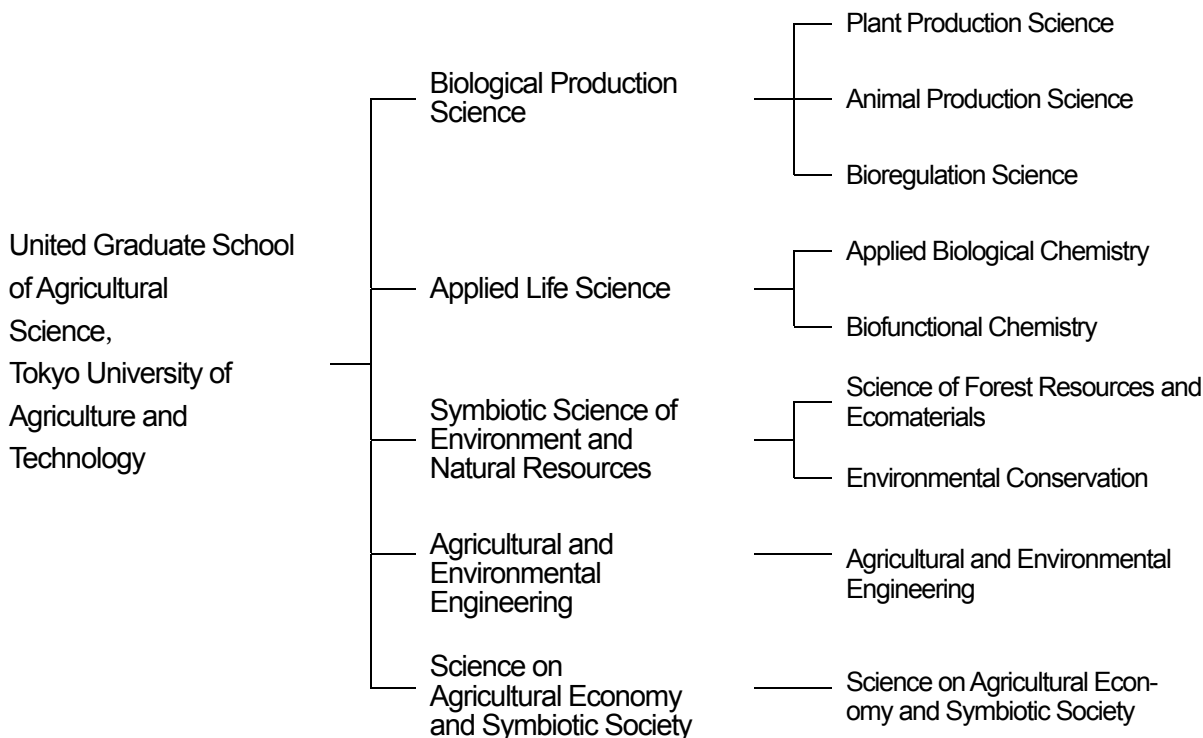 United Graduate School
of Agricultural
Science,
Tokyo University of
Agriculture and
Technology
Biological Production
Science
Plant Production Science
Animal Production Science
Bioregulation Science
Applied Life Science
Applied Biological Chemistry
Biofunctional Chemistry
Symbiotic Science of
Environment and
Natural Resources
Science of Forest Resources and
Ecomaterials
Environmental Conservation
Agricultural and
Environmental
Engineering
Agricultural and Environmental
Engineering
Science on
Agricultural Economy
and Symbiotic Society
Science on Agricultural Econ-
omy and Symbiotic Society